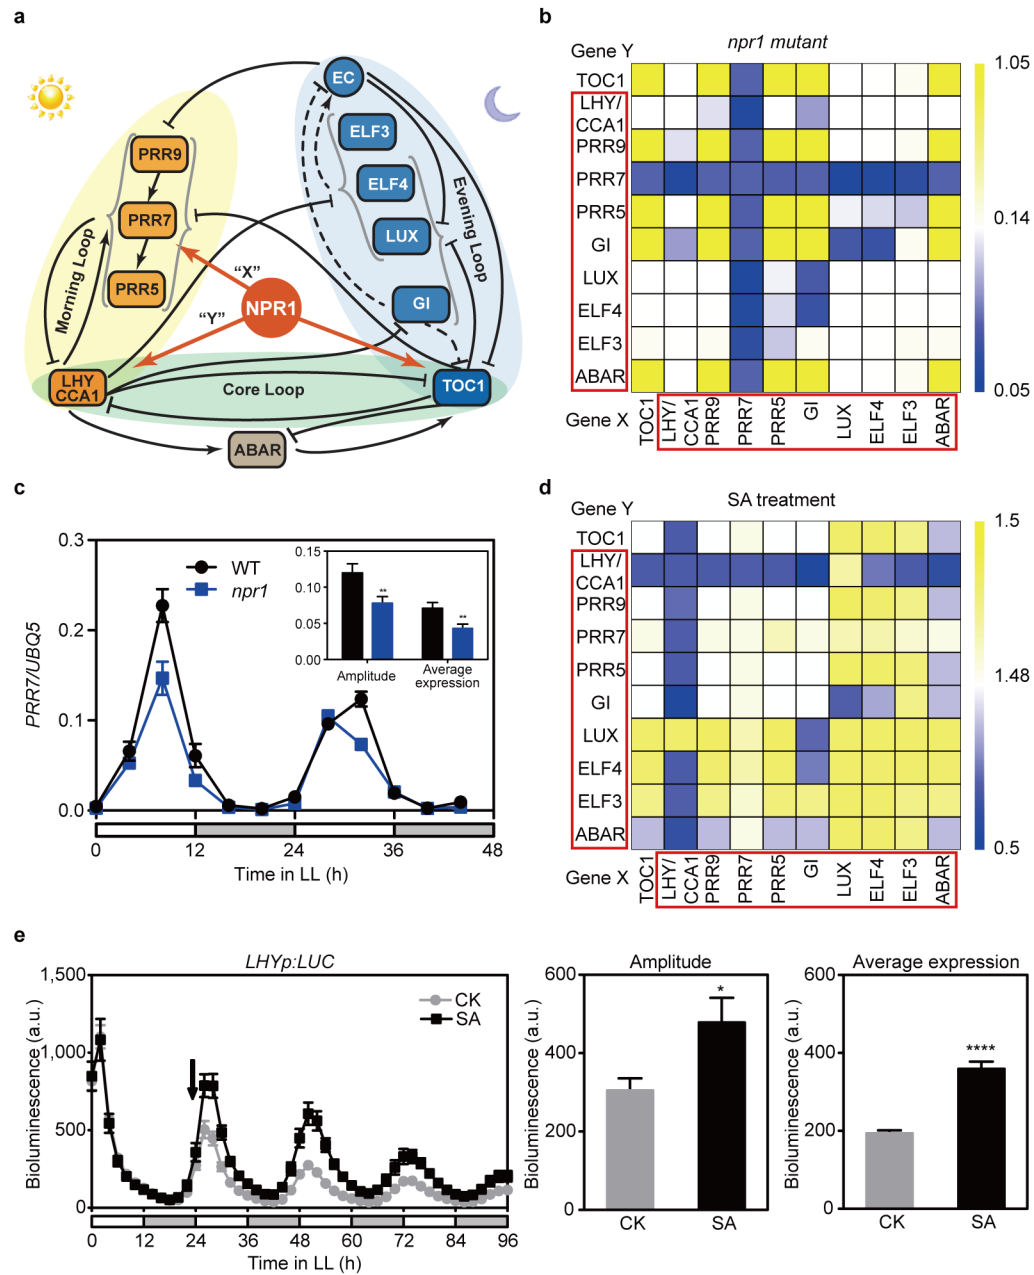 a
EC
ELF3
PRR9
ELF4
PRR7
LUX
Evening Loop
Morning Loop
PRR5
"X"
GI
NPR1
"Y"
LHY
CCA1
Core Loop
TOC1
ABAR
b
npr1 mutant
Gene Y
TOC1
LHY/
CCA1
PRR9
PRR7
PRR5
GI
LUX
ELF4
ELF3
ABAR
1.05
0.14
0.05
Gene X
TOC1
LHY/
CCA1
PRR9
PRR7
PRR5
GI
LUX
ELF4
ELF3
ABAR
c
PRR7/UBQ5
0.3
0.2
0.1
0.0
WT
npr1
0.15
0.10
0.05
0.00
**
**
Amplitude
Average
expression
0 12 24 36 48
Time in LL (h)
d
SA treatment
Gene Y
TOC1
LHY/
CCA1
PRR9
PRR7
PRR5
GI
LUX
ELF4
ELF3
ABAR
1.5
1.48
0.5
Gene X
TOC1
LHY/
CCA1
PRR9
PRR7
PRR5
GI
LUX
ELF4
ELF3
ABAR
e
LHYp:LUC
Bioluminescence (a.u.)
1,500
1,000
500
0
CK
SA
0 12 24 36 48 60 72 84 96
Time in LL (h)
Amplitude
Bioluminescence (a.u.)
600
400
200
0
*
CK SA
Average expression
Bioluminescence (a.u.)
600
400
200
0
****
CK SA